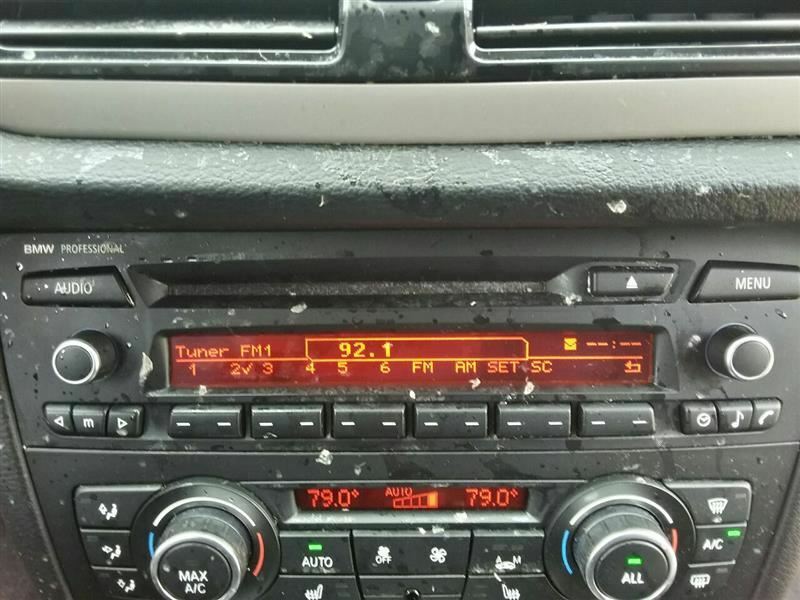 BMW PROFESSIONAL
AUDIO
MENU
Tuner FM1 92.1 --:--
1 2✓ 3 4 5 6 FM AM SET SC
m
79.0° AUTO 79.0°
MAX A/C
AUTO
OFF
A M
ALL
A/C